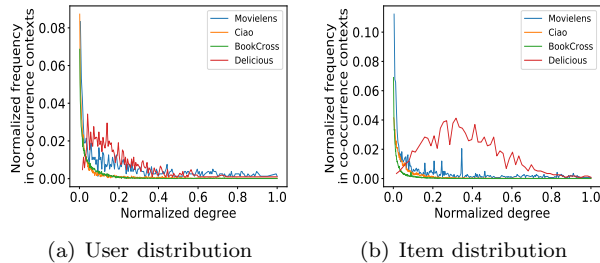 Normalized frequency
in co-occurrence contexts
0.08
0.06
0.04
0.02
0.00
Movielens
Ciao
BookCross
Delicious
0.0 0.2 0.4 0.6 0.8 1.0
Normalized degree
(a) User distribution
Normalized frequency
in co-occurrence contexts
0.10
0.08
0.06
0.04
0.02
0.00
Movielens
Ciao
BookCross
Delicious
0.0 0.2 0.4 0.6 0.8 1.0
Normalized degree
(b) Item distribution